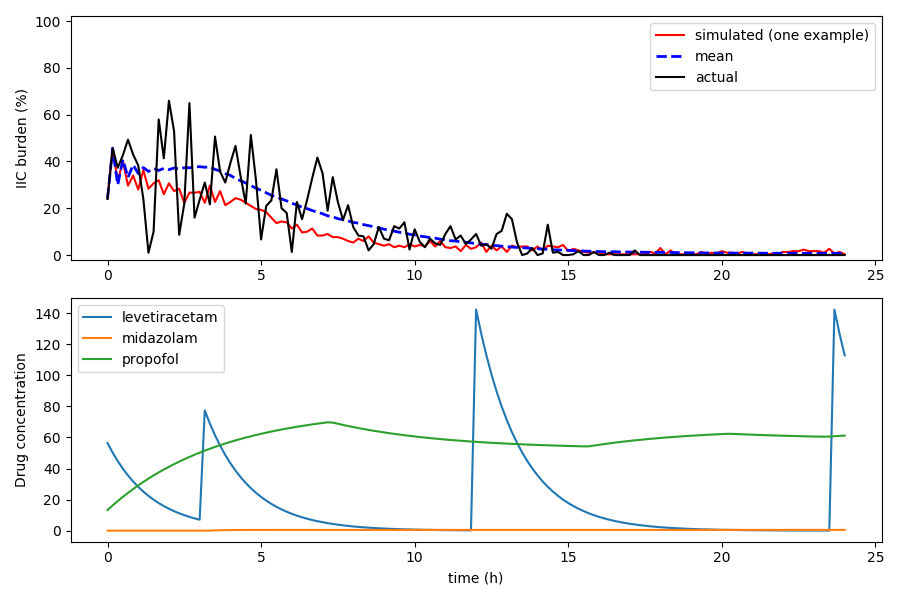 100
80
60
40
20
0
IIC burden (%)
simulated (one example)
mean
actual
0 5 10 15 20 25
140
120
100
80
60
40
20
0
Drug concentration
levetiracetam
midazolam
propofol
0 5 10 15 20 25
time (h)